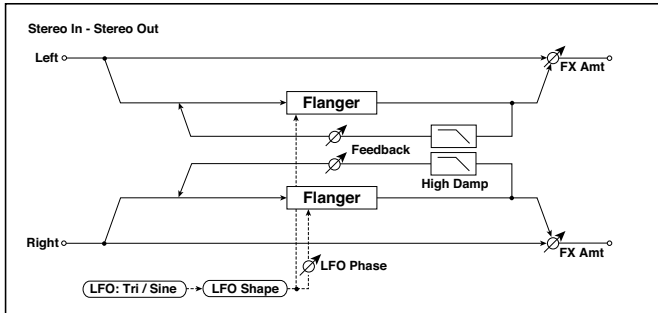 Stereo In - Stereo Out
Left
FX Amt
Flanger
Feedback
High Damp
Flanger
Right
FX Amt
LFO Phase
LFO: Tri / Sine
LFO Shape